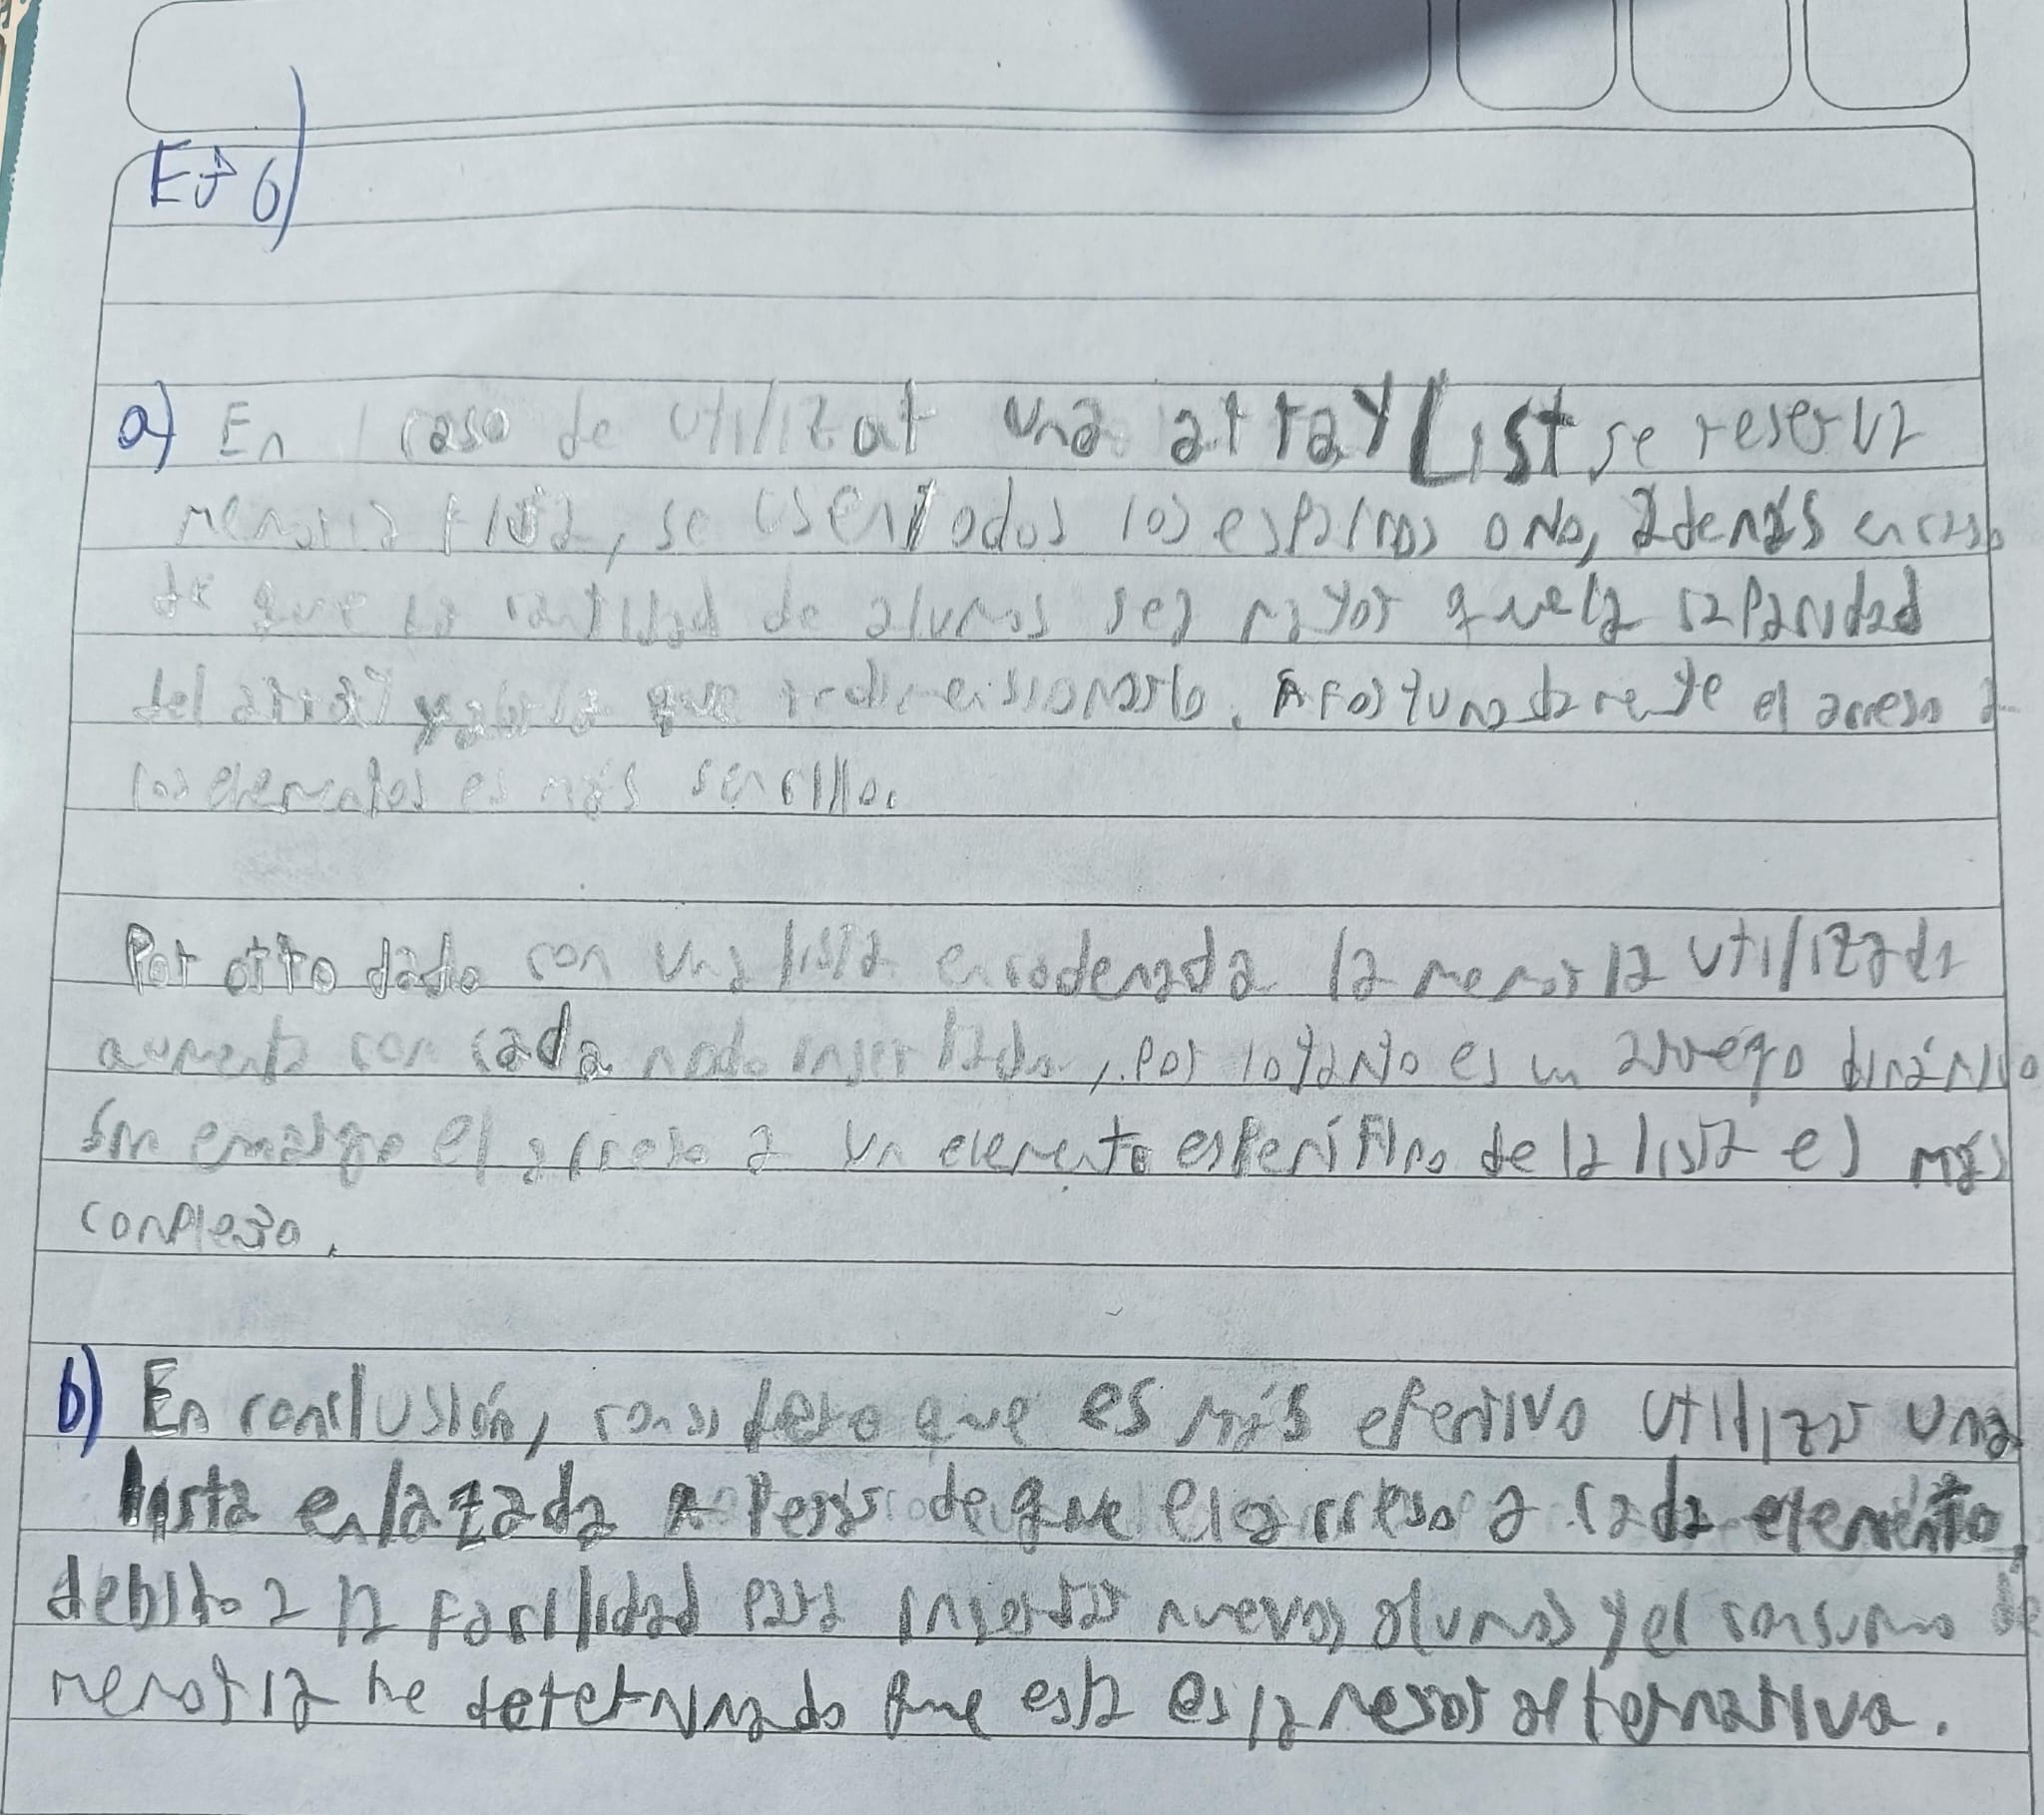 Ej 6)
a) En caso de utilizar una arrayList se reserva
memoria fija, se usen todos los espacios o no, además en caso
de que la cantidad de alumnos sea mayor que la capacidad
del array habría que redimensionarlo. Afortunadamente el acceso a
los elementos es más sencillo.
Por otro dado con una lista encadenada la memoria utilizada
aumenta con cada nodo insertado, por lo tanto es un arreglo dinámico
Sin emargo el acceso a un elemento específico de la lista es más
complejo.
b) En conclusión, considero que es más efectivo utilizar una
lista enlazada A pesar de que el acceso a cada elemento,
debido a la facilidad para insertar nuevos alumnos y el consumo de
memoria he determinado que esta es la mejor alternativa.